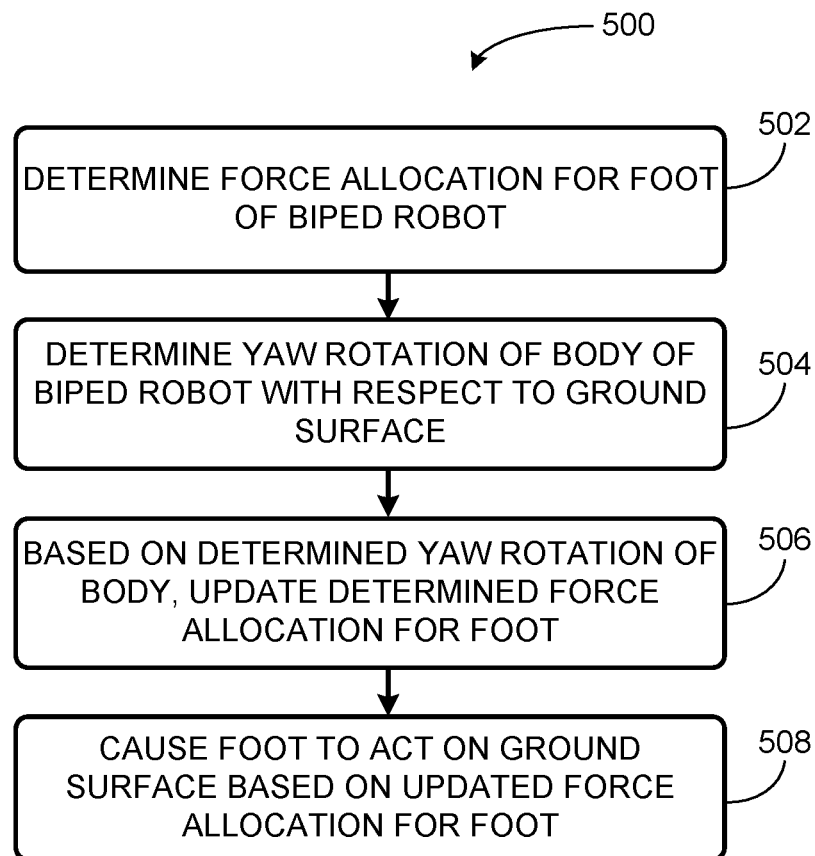 500
502
DETERMINE FORCE ALLOCATION FOR FOOT
OF BIPED ROBOT
DETERMINE YAW ROTATION OF BODY OF
BIPED ROBOT WITH RESPECT TO GROUND
SURFACE
504
BASED ON DETERMINED YAW ROTATION OF
BODY, UPDATE DETERMINED FORCE
ALLOCATION FOR FOOT
506
CAUSE FOOT TO ACT ON GROUND
SURFACE BASED ON UPDATED FORCE
ALLOCATION FOR FOOT
508